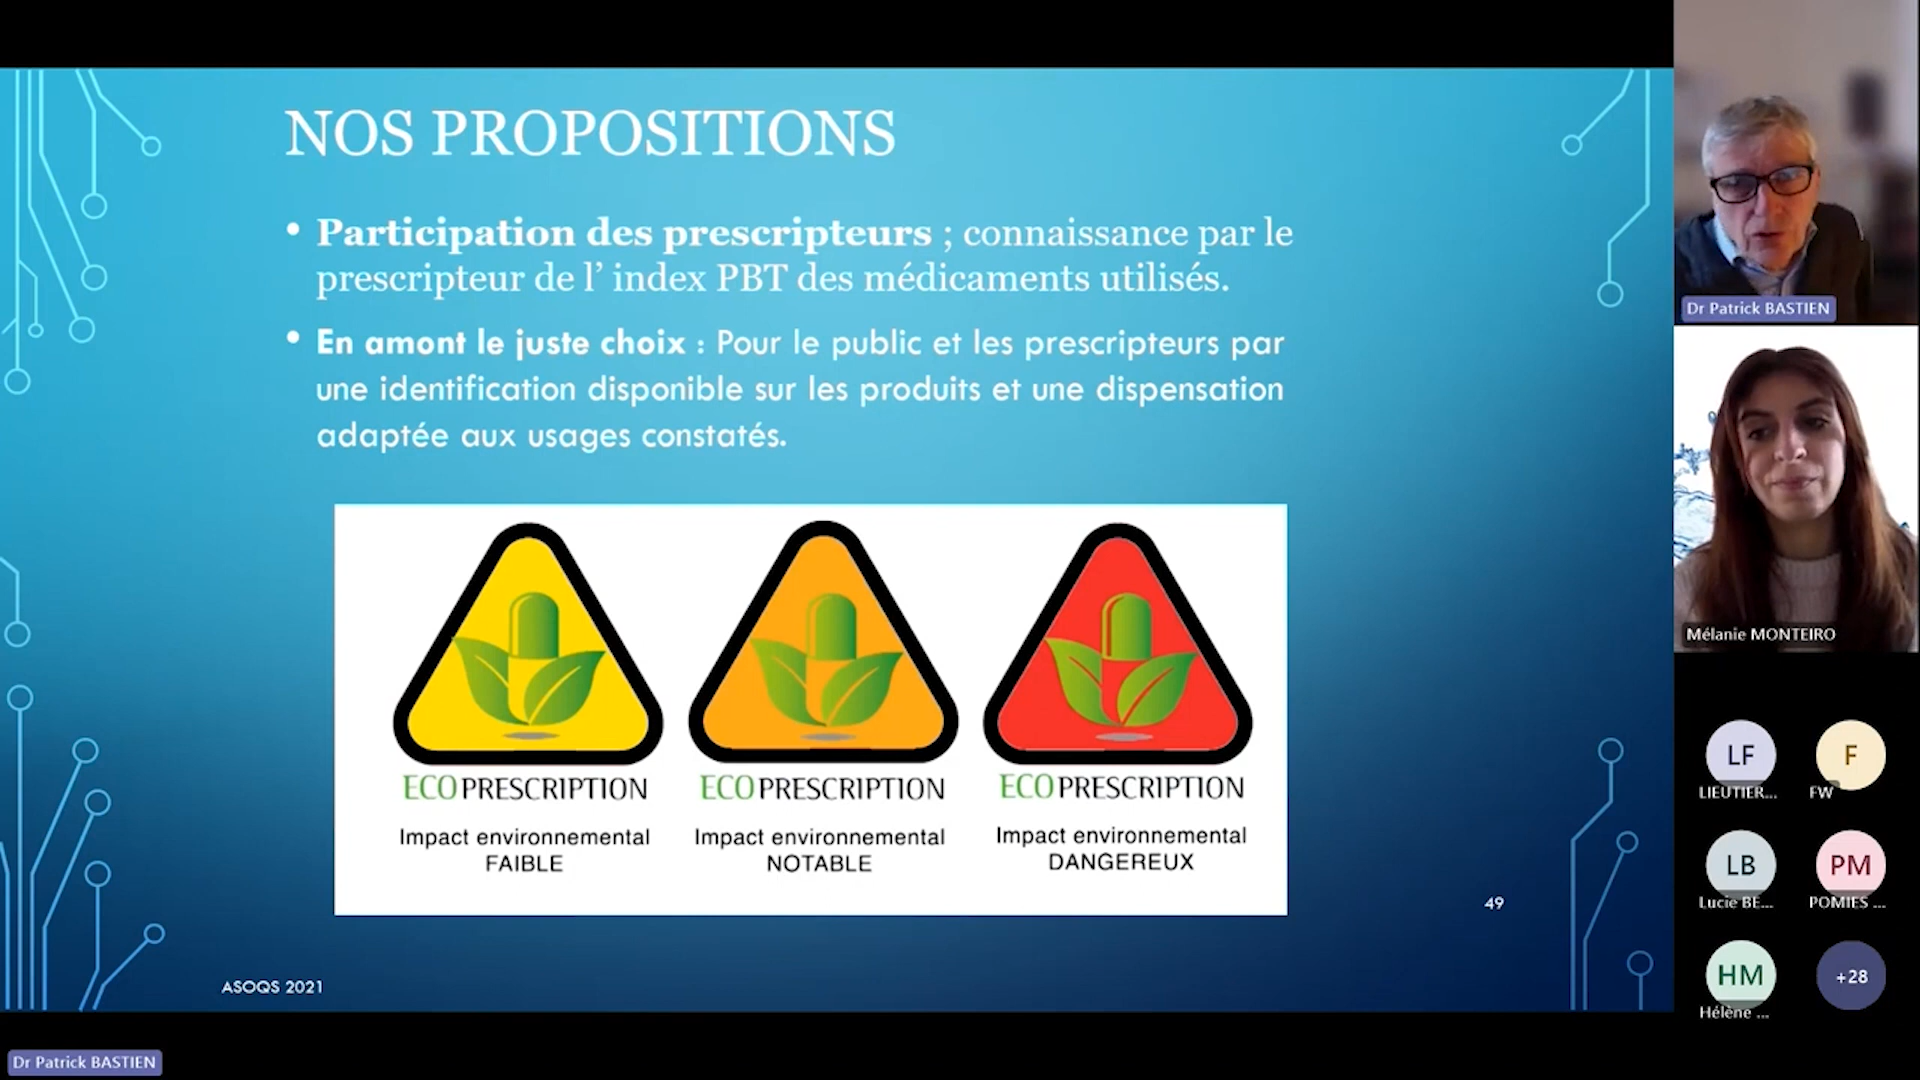 NOS PROPOSITIONS
• Participation des prescripteurs ; connaissance par le
prescripteur de l’ index PBT des médicaments utilisés.
• En amont le juste choix : Pour le public et les prescripteurs par
une identification disponible sur les produits et une dispensation
adaptée aux usages constatés.
ECOPRESCRIPTION
Impact environnemental
FAIBLE
ECOPRESCRIPTION
Impact environnemental
NOTABLE
ECOPRESCRIPTION
Impact environnemental
DANGEREUX
49
ASOQS 2021
Dr Patrick BASTIEN
Dr Patrick BASTIEN
Mélanie MONTEIRO
LF
LIEUTIER...
F
FW
LB
Lucie BE...
PM
POMIES ...
HM
Hélène ...
+28